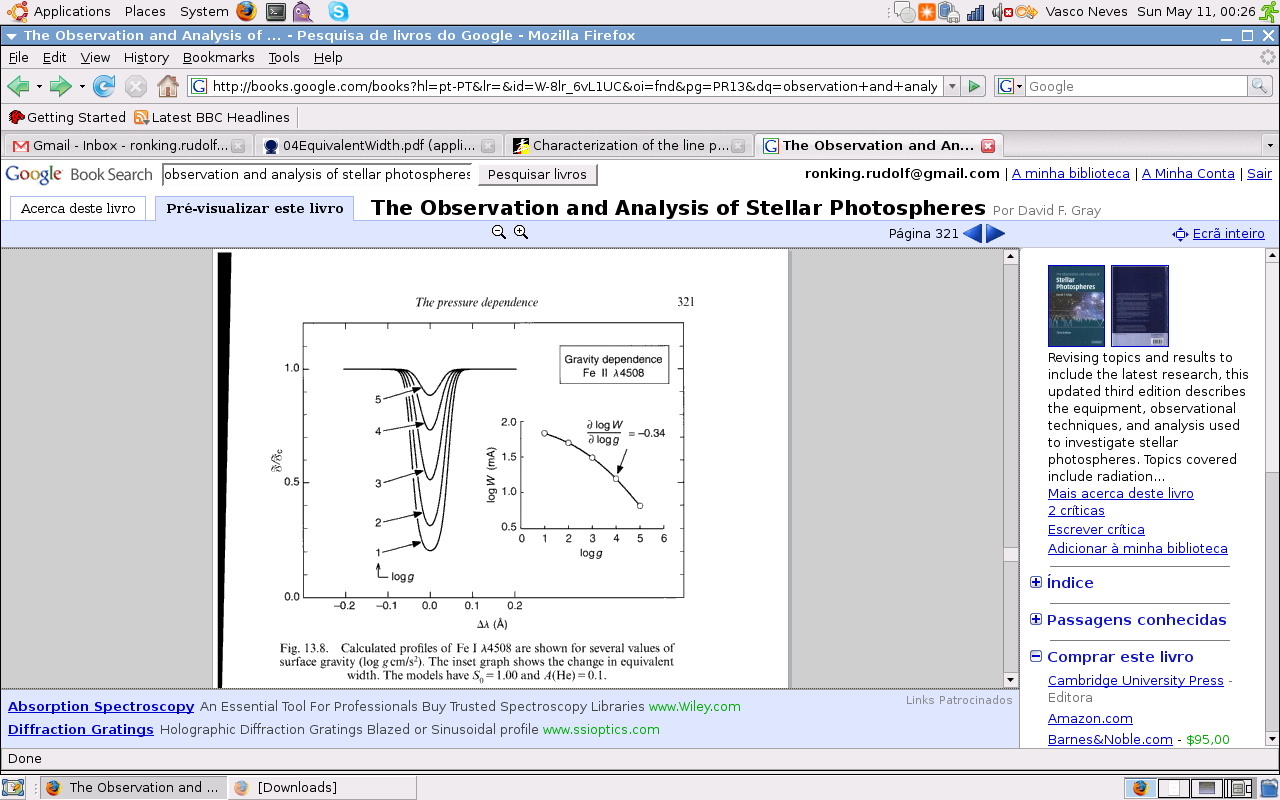 Applications Places System Vasco Neves Sun May 11, 00:26
The Observation and Analysis of ... - Pesquisa de livros do Google - Mozilla Firefox
File Edit View History Bookmarks Tools Help
http://books.google.com/books?hl=pt-PT&lr=&id=W-8lr_6vL1UC&oi=fnd&pg=PR13&dq=observation+and+analy Google
Getting Started Latest BBC Headlines
Gmail - Inbox - ronking.rudolf... 04EquivalentWidth.pdf (appli... Characterization of the line p... The Observation and An...
Google Book Search observation and analysis of stellar photospheres Pesquisar livros ronking.rudolf@gmail.com | A minha biblioteca | A Minha Conta | Sair
Acerca deste livro Pré-visualizar este livro The Observation and Analysis of Stellar Photospheres Por David F. Gray
Página 321 Ecrã inteiro
The pressure dependence 321
Gravity dependence
Fe II λ4508
1.0
0.5
0.0
5
4
3
2
1
log g
−0.2 −0.1 0.0 0.1 0.2
Δλ (Å)
∂ log W
∂ log g = −0.34
log W (mA)
2.0
1.5
1.0
0.5
0 1 2 3 4 5 6
log g
Fig. 13.8. Calculated profiles of Fe I λ4508 are shown for several values of
surface gravity (log g cm/s²). The inset graph shows the change in equivalent
width. The models have S₀ = 1.00 and A(He) = 0.1.
Stellar
Photospheres
Revising topics and results to
include the latest research, this
updated third edition describes
the equipment, observational
techniques, and analysis used
to investigate stellar
photospheres. Topics covered
include radiation...
Mais acerca deste livro
2 críticas
Escrever crítica
Adicionar à minha biblioteca
Índice
Passagens conhecidas
Comprar este livro
Cambridge University Press -
Editora
Amazon.com
Barnes&Noble.com - $95,00
Links Patrocinados
Absorption Spectroscopy An Essential Tool For Professionals Buy Trusted Spectroscopy Libraries www.Wiley.com
Diffraction Gratings Holographic Diffraction Gratings Blazed or Sinusoidal profile www.ssioptics.com
Done
The Observation and ... [Downloads]